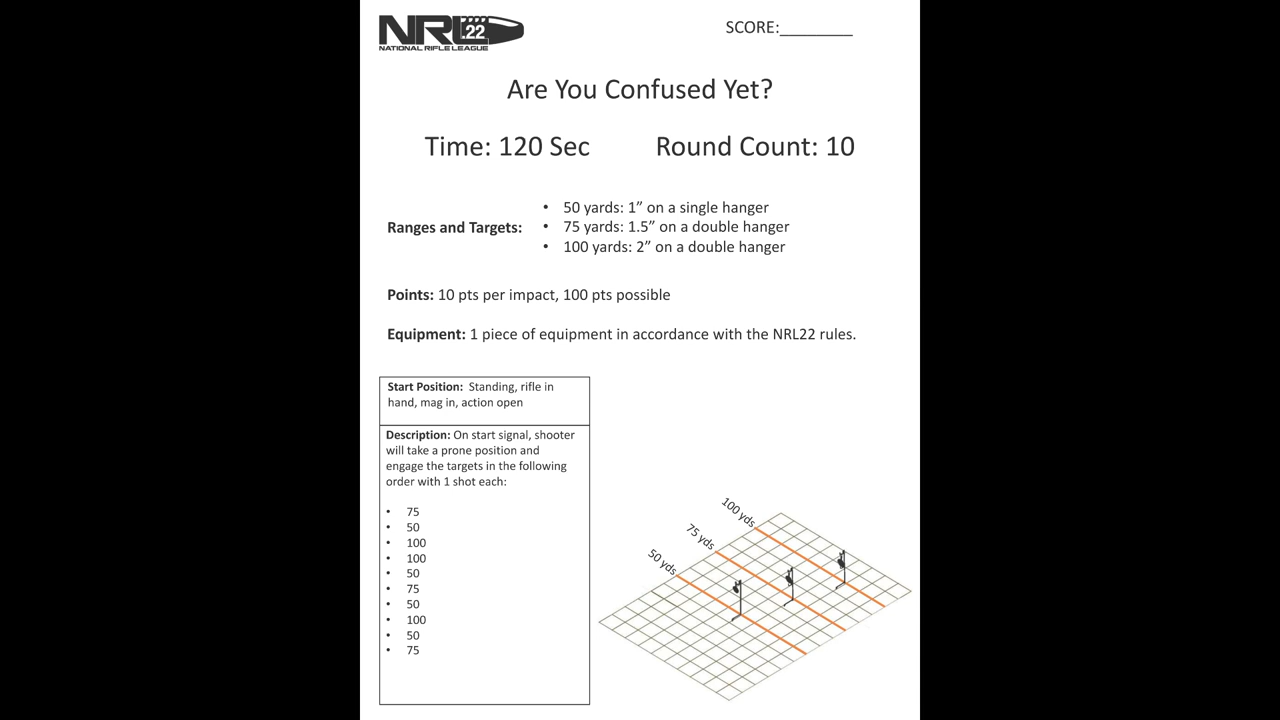 NRL.22
NATIONAL RIFLE LEAGUE
SCORE:________
Are You Confused Yet?
Time: 120 Sec Round Count: 10
Ranges and Targets:
• 50 yards: 1” on a single hanger
• 75 yards: 1.5” on a double hanger
• 100 yards: 2” on a double hanger
Points: 10 pts per impact, 100 pts possible
Equipment: 1 piece of equipment in accordance with the NRL22 rules.
Start Position: Standing, rifle in
hand, mag in, action open
Description: On start signal, shooter
will take a prone position and
engage the targets in the following
order with 1 shot each:
• 75
• 50
• 100
• 100
• 50
• 75
• 50
• 100
• 50
• 75
100 yds
75 yds
50 yds